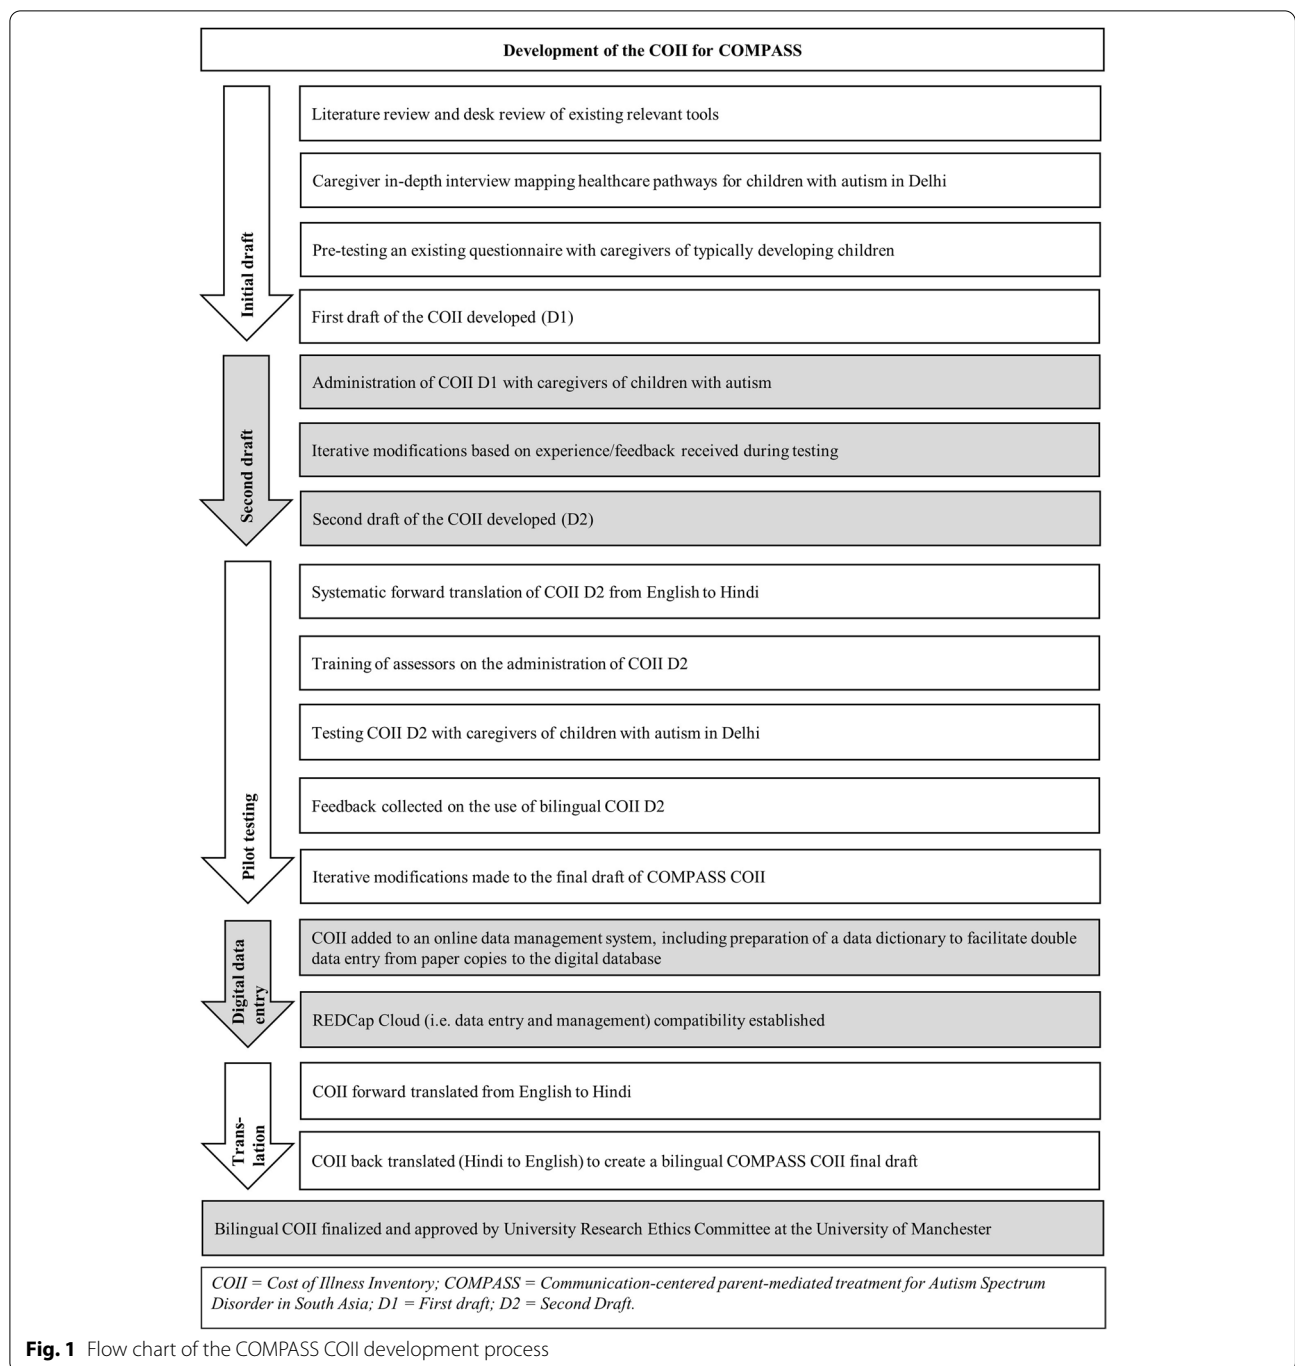 Development of the COII for COMPASS
Initial draft
Literature review and desk review of existing relevant tools
Caregiver in-depth interview mapping healthcare pathways for children with autism in Delhi
Pre-testing an existing questionnaire with caregivers of typically developing children
First draft of the COII developed (D1)
Second draft
Administration of COII D1 with caregivers of children with autism
Iterative modifications based on experience/feedback received during testing
Second draft of the COII developed (D2)
Pilot testing
Systematic forward translation of COII D2 from English to Hindi
Training of assessors on the administration of COII D2
Testing COII D2 with caregivers of children with autism in Delhi
Feedback collected on the use of bilingual COII D2
Iterative modifications made to the final draft of COMPASS COII
Digital data
entry
COII added to an online data management system, including preparation of a data dictionary to facilitate double
data entry from paper copies to the digital database
REDCap Cloud (i.e. data entry and management) compatibility established
Trans-
lation
COII forward translated from English to Hindi
COII back translated (Hindi to English) to create a bilingual COMPASS COII final draft
Bilingual COII finalized and approved by University Research Ethics Committee at the University of Manchester
COII = Cost of Illness Inventory; COMPASS = Communication-centered parent-mediated treatment for Autism Spectrum
Disorder in South Asia; D1 = First draft; D2 = Second Draft.
Fig. 1 Flow chart of the COMPASS COII development process